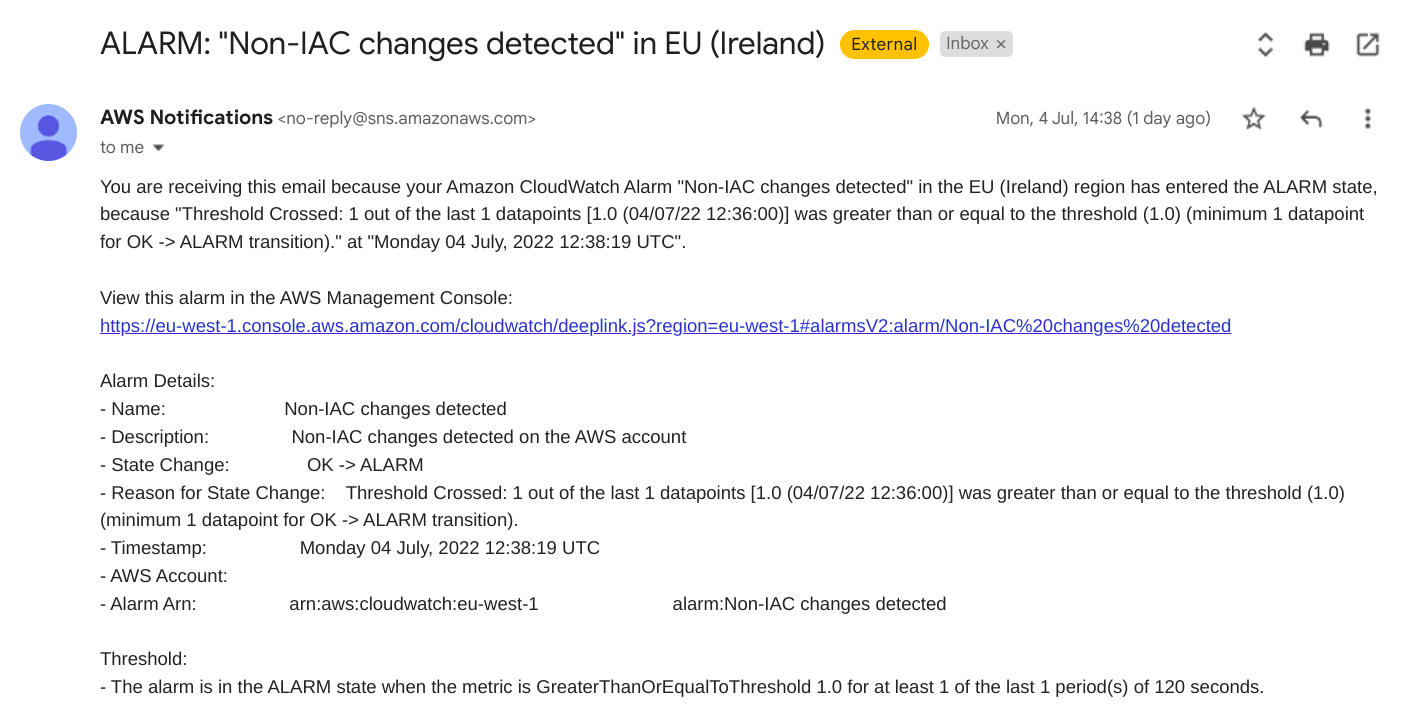 ALARM: "Non-IAC changes detected" in EU (Ireland) External Inbox ×
AWS Notifications <no-reply@sns.amazonaws.com> Mon, 4 Jul, 14:38 (1 day ago)
to me
You are receiving this email because your Amazon CloudWatch Alarm "Non-IAC changes detected" in the EU (Ireland) region has entered the ALARM state,
because "Threshold Crossed: 1 out of the last 1 datapoints [1.0 (04/07/22 12:36:00)] was greater than or equal to the threshold (1.0) (minimum 1 datapoint
for OK -> ALARM transition)." at "Monday 04 July, 2022 12:38:19 UTC".
View this alarm in the AWS Management Console:
https://eu-west-1.console.aws.amazon.com/cloudwatch/deeplink.js?region=eu-west-1#alarmsV2:alarm/Non-IAC%20changes%20detected
Alarm Details:
- Name: Non-IAC changes detected
- Description: Non-IAC changes detected on the AWS account
- State Change: OK -> ALARM
- Reason for State Change: Threshold Crossed: 1 out of the last 1 datapoints [1.0 (04/07/22 12:36:00)] was greater than or equal to the threshold (1.0)
(minimum 1 datapoint for OK -> ALARM transition).
- Timestamp: Monday 04 July, 2022 12:38:19 UTC
- AWS Account:
- Alarm Arn: arn:aws:cloudwatch:eu-west-1 alarm:Non-IAC changes detected
Threshold:
- The alarm is in the ALARM state when the metric is GreaterThanOrEqualToThreshold 1.0 for at least 1 of the last 1 period(s) of 120 seconds.